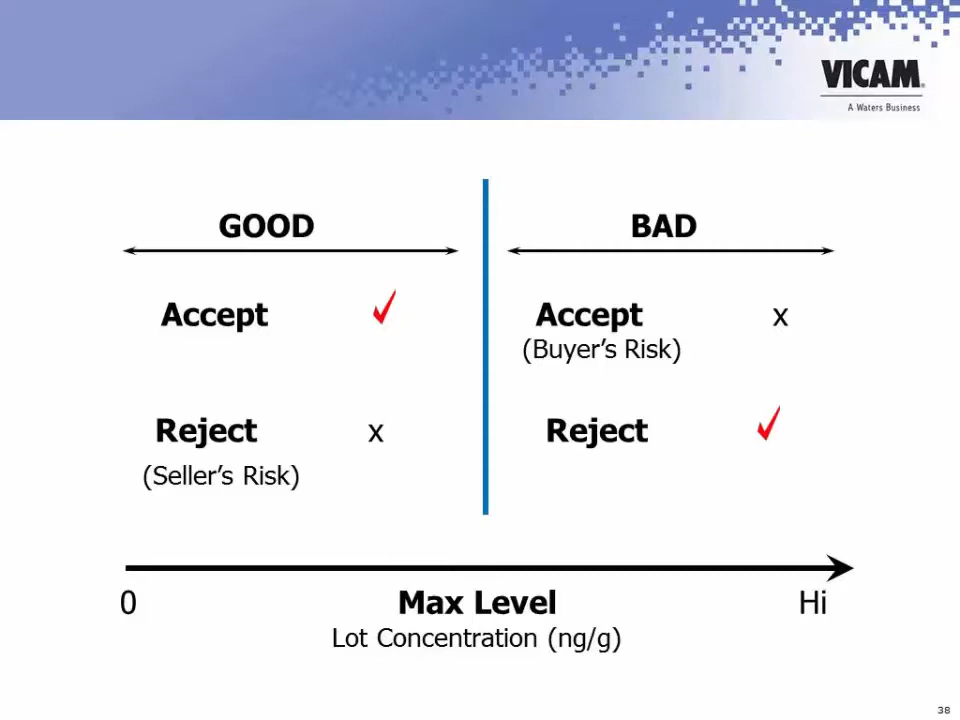 VICAM
A Waters Business
GOOD
BAD
Accept
Accept x
(Buyer’s Risk)
Reject x
Reject
(Seller’s Risk)
0 Max Level Hi
Lot Concentration (ng/g)
38